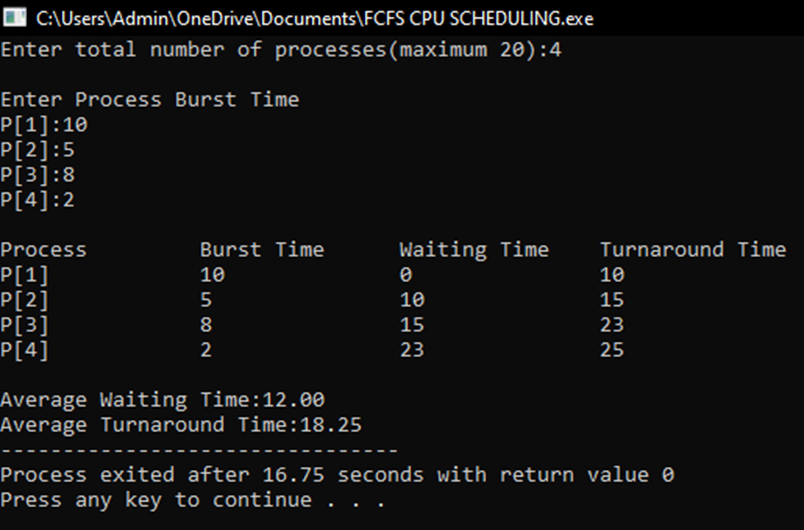 C:\Users\Admin\OneDrive\Documents\FCFS CPU SCHEDULING.exe
Enter total number of processes(maximum 20):4
Enter Process Burst Time
P[1]:10
P[2]:5
P[3]:8
P[4]:2
Process Burst Time Waiting Time Turnaround Time
P[1] 10 0 10
P[2] 5 10 15
P[3] 8 15 23
P[4] 2 23 25
Average Waiting Time:12.00
Average Turnaround Time:18.25
--------------------------------
Process exited after 16.75 seconds with return value 0
Press any key to continue . . .